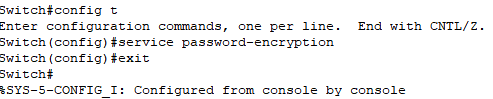 Switch#config t
Enter configuration commands, one per line.  End with CNTL/Z.
Switch(config)#service password-encryption
Switch(config)#exit
Switch#
%SYS-5-CONFIG_I: Configured from console by console